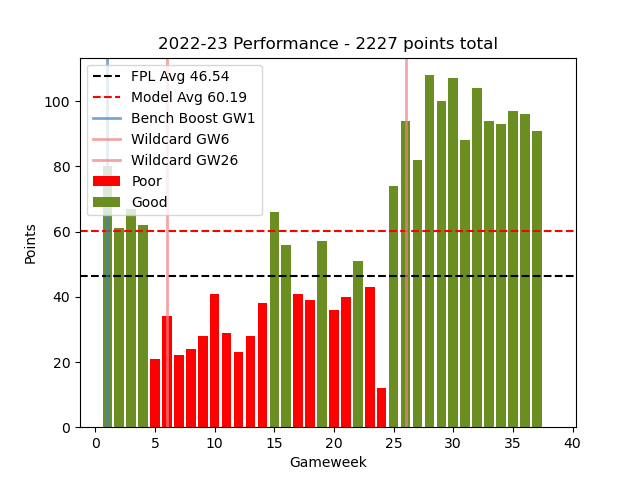 2022-23 Performance - 2227 points total
FPL Avg 46.54
Model Avg 60.19
Bench Boost GW1
Wildcard GW6
Wildcard GW26
Poor
Good
Points
100
80
60
40
20
0
0 5 10 15 20 25 30 35 40
Gameweek